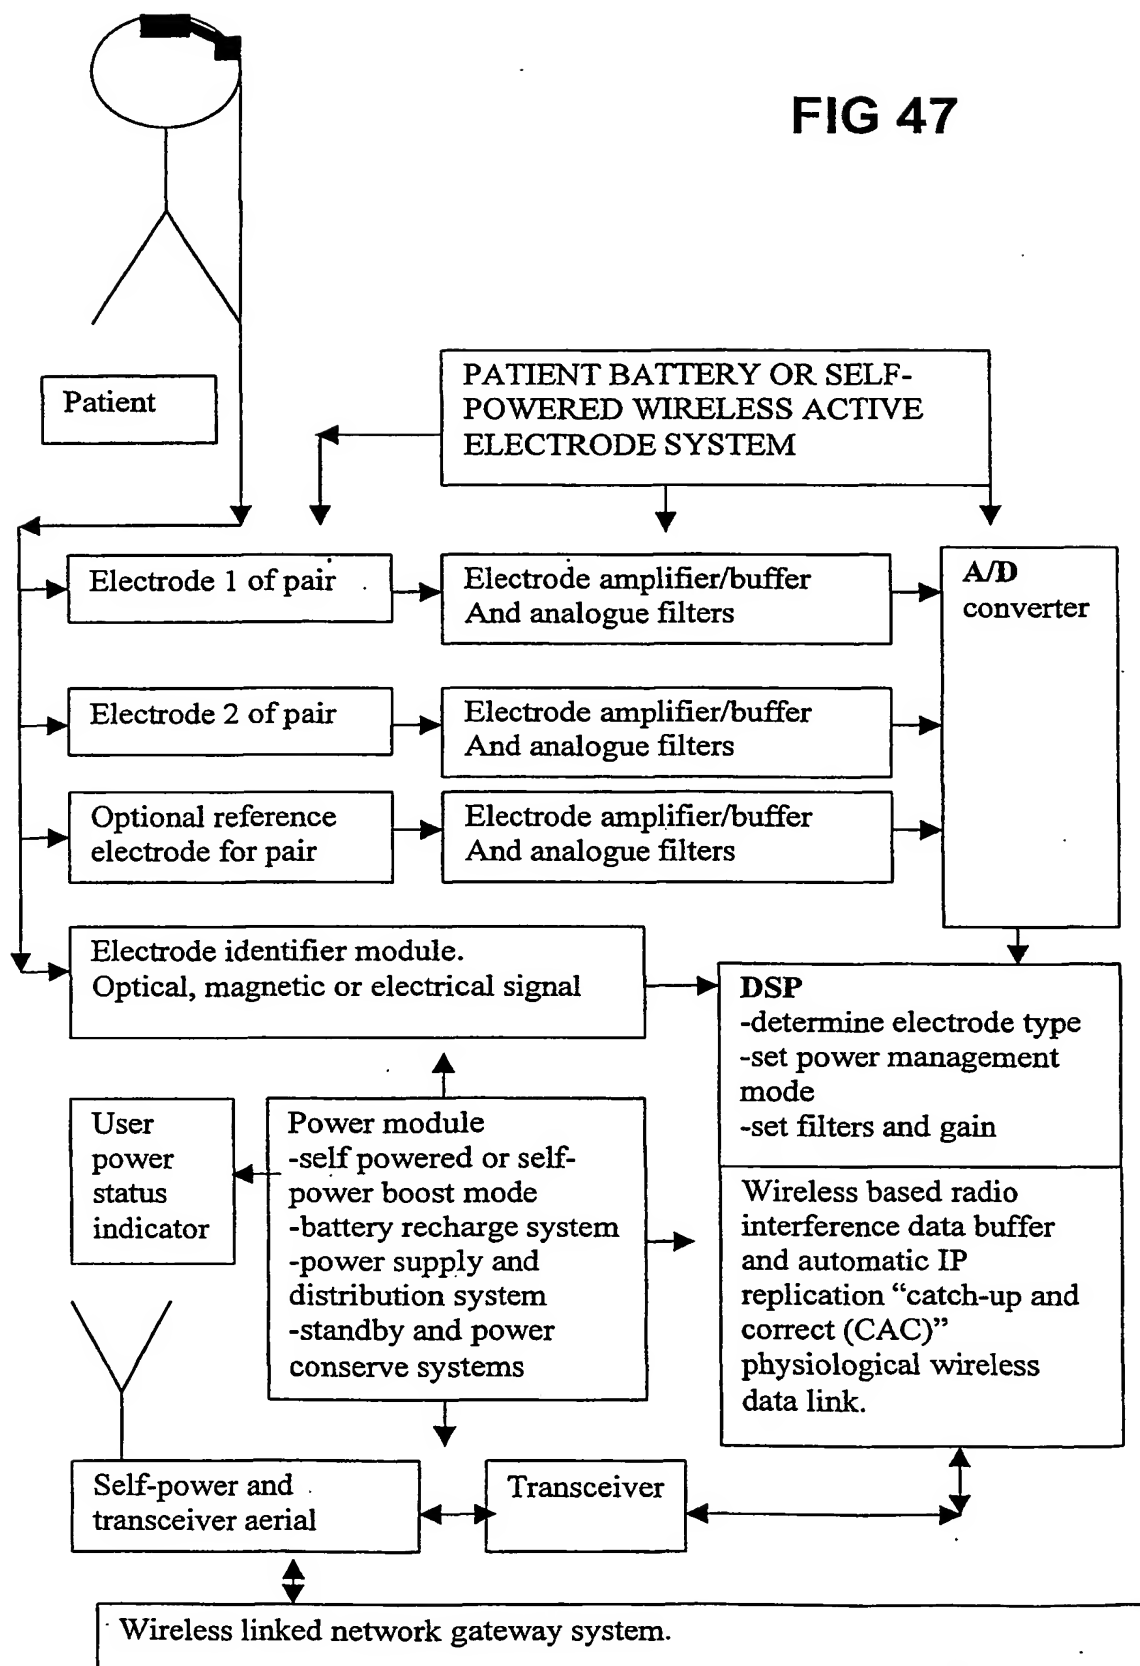 FIG 47
Patient
PATIENT BATTERY OR SELF-
POWERED WIRELESS ACTIVE
ELECTRODE SYSTEM
Electrode 1 of pair
Electrode amplifier/buffer
And analogue filters
A/D
converter
Electrode 2 of pair
Electrode amplifier/buffer
And analogue filters
Optional reference
electrode for pair
Electrode amplifier/buffer
And analogue filters
Electrode identifier module.
Optical, magnetic or electrical signal
DSP
-determine electrode type
-set power management
mode
-set filters and gain
User
power
status
indicator
Power module
-self powered or self-
power boost mode
-battery recharge system
-power supply and
distribution system
-standby and power
conserve systems
Wireless based radio
interference data buffer
and automatic IP
replication “catch-up and
correct (CAC)”
physiological wireless
data link.
Self-power and
transceiver aerial
Transceiver
Wireless linked network gateway system.